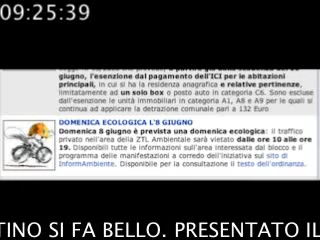 09:25:39
giugno, l'esenzione dal pagamento dell'ICI per le abitazioni
principali, in cui si ha la residenza anagrafica e relative pertinenze,
limitatamente ad un solo box o posto auto in categoria C6. Sono escluse
dall'esenzione le unità immobiliari in categoria A1, A8 e A9 per le quali si
continua ad applicare la detrazione comunale pari a 132 Euro
DOMENICA ECOLOGICA L'8 GIUGNO
Domenica 8 giugno è prevista una domenica ecologica: il traffico
privato nell'area della ZTL Ambientale sarà vietato dalle ore 10 alle ore
19. Disponibili tutte le informazioni sull'area interessata dal blocco e il
programma delle manifestazioni a corredo dell'iniziativa sul sito di
InformAmbiente. Disponibile per la consultazione il testo dell'ordinanza.
TINO SI FA BELLO. PRESENTATO IL